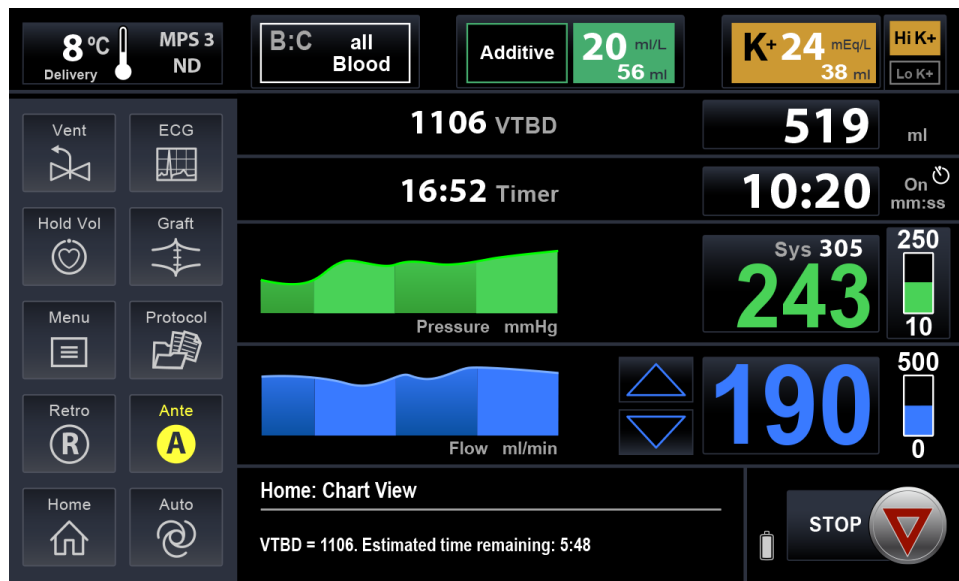 8 °C
Delivery
MPS 3
ND
B:C all
Blood
Additive
20 ml/L
56 ml
K+ 24 mEq/L
38 ml
Hi K+
Lo K+
Vent
ECG
Hold Vol
Graft
Menu
Protocol
Retro
R
Ante
A
Home
Auto
1106 VTBD
519 ml
16:52 Timer
10:20 On
mm:ss
Pressure mmHg
Sys 305
243
250
10
Flow ml/min
190
500
0
Home: Chart View
VTBD = 1106. Estimated time remaining: 5:48
STOP